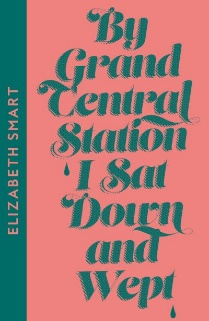 By
Grand
Central
Station
I Sat
Down
and
Wept
ELIZABETH SMART